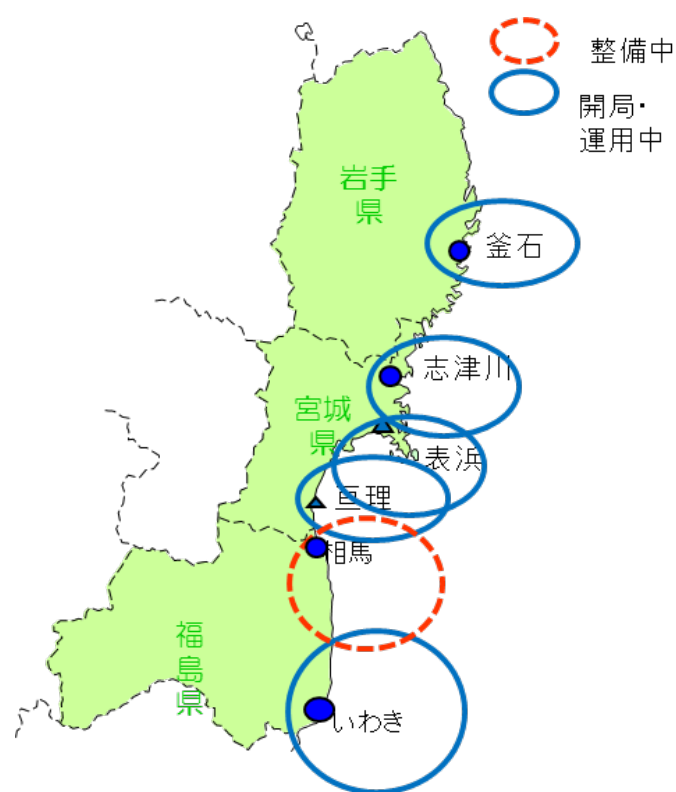 整備中
開局・
運用中
岩手
県
釜石
志津川
宮城
県
表浜
亘理
相馬
福
島
県
いわき